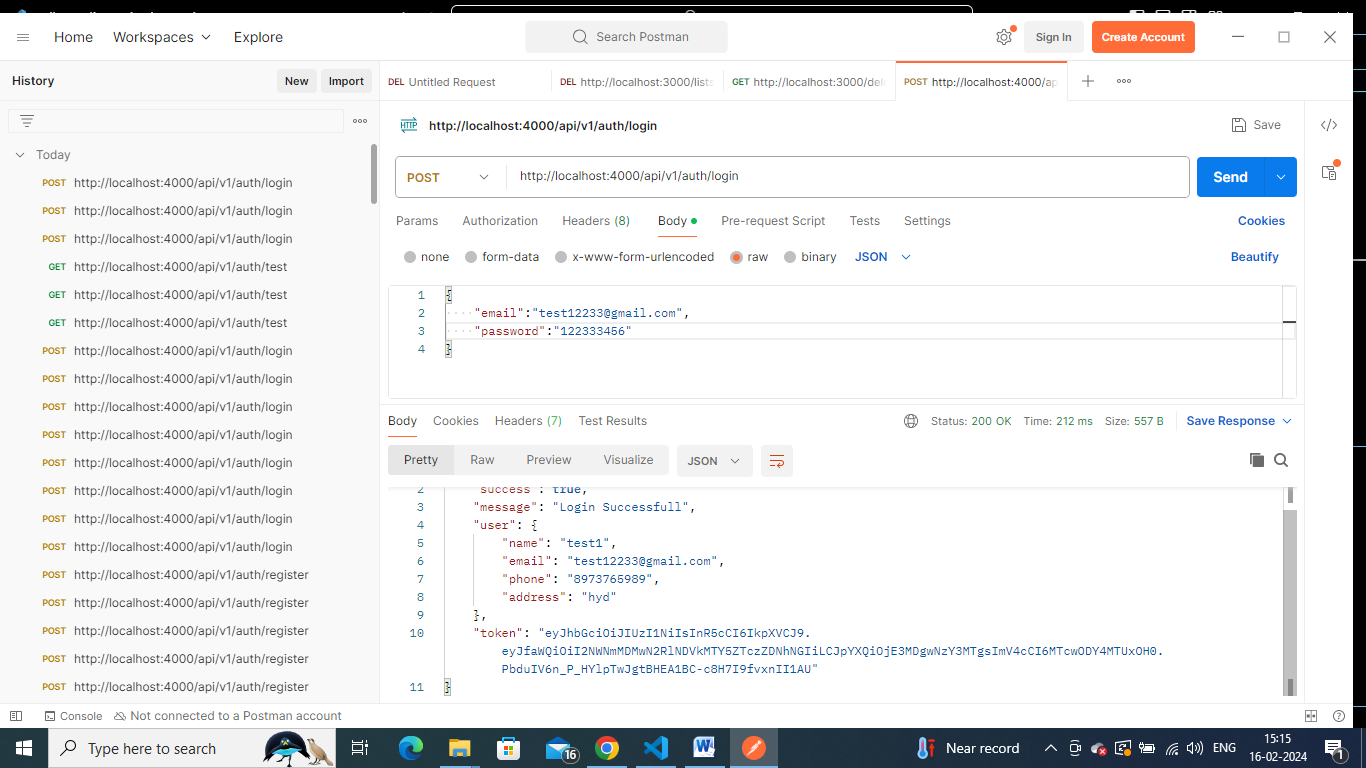 Home Workspaces Explore Search Postman Sign In Create Account
History New Import
DEL Untitled Request DEL http://localhost:3000/lists GET http://localhost:3000/del POST http://localhost:4000/ap
HTTP http://localhost:4000/api/v1/auth/login Save
Today
POST http://localhost:4000/api/v1/auth/login
POST http://localhost:4000/api/v1/auth/login
POST http://localhost:4000/api/v1/auth/login
GET http://localhost:4000/api/v1/auth/test
GET http://localhost:4000/api/v1/auth/test
GET http://localhost:4000/api/v1/auth/test
POST http://localhost:4000/api/v1/auth/login
POST http://localhost:4000/api/v1/auth/login
POST http://localhost:4000/api/v1/auth/login
POST http://localhost:4000/api/v1/auth/login
POST http://localhost:4000/api/v1/auth/login
POST http://localhost:4000/api/v1/auth/login
POST http://localhost:4000/api/v1/auth/login
POST http://localhost:4000/api/v1/auth/login
POST http://localhost:4000/api/v1/auth/register
POST http://localhost:4000/api/v1/auth/register
POST http://localhost:4000/api/v1/auth/register
POST http://localhost:4000/api/v1/auth/register
POST http://localhost:4000/api/v1/auth/register
POST http://localhost:4000/api/v1/auth/login Send
Params Authorization Headers (8) Body Pre-request Script Tests Settings Cookies
none form-data x-www-form-urlencoded raw binary JSON Beautify
1 {
2 "email":"test12233@gmail.com",
3 "password":"122333456"
4 }
Body Cookies Headers (7) Test Results Status: 200 OK Time: 212 ms Size: 557 B Save Response
Pretty Raw Preview Visualize JSON
2 "success": true,
3 "message": "Login Successfull",
4 "user": {
5 "name": "test1",
6 "email": "test12233@gmail.com",
7 "phone": "8973765989",
8 "address": "hyd"
9 },
10 "token": "eyJhbGciOiJIUzI1NiIsInR5cCI6IkpXVCJ9.
eyJfaWQiOiI2NWNmMDMwN2RlNDVkMTY5ZTczZDNhNGIiLCJpYXQiOjE3MDgwNzY3MTgsImV4cCI6MTcwODY4MTUxOH0.
PbduIV6n_P_HYlpTwJgtBHEA1BC-c8H7I9fvxnII1AU"
11 }
Console Not connected to a Postman account
Type here to search 16 Near record ENG 15:15
16-02-2024 1